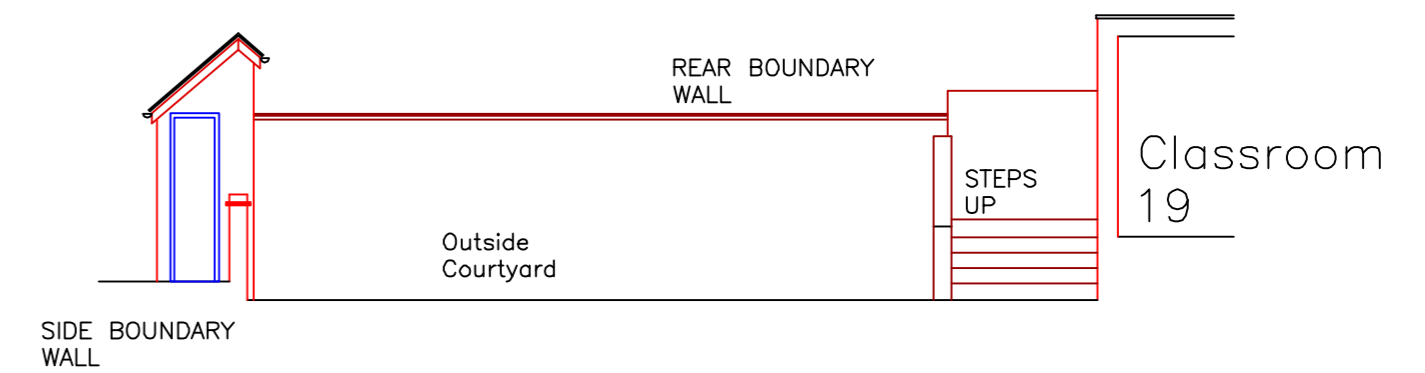 REAR BOUNDARY
WALL
Classroom
19
STEPS
UP
Outside
Courtyard
SIDE BOUNDARY
WALL